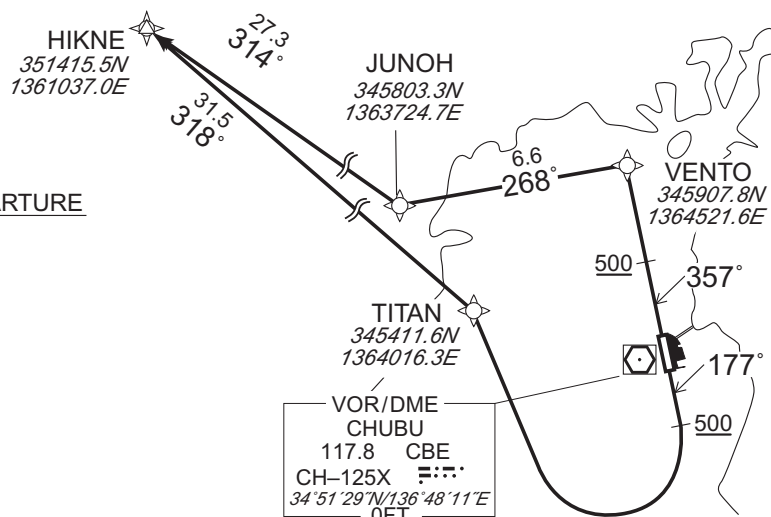 HIKNE
351415.5N
1361037.0E
27.3
314°
31.5
318°
JUNOH
345803.3N
1363724.7E
6.6
268°
VENTO
345907.8N
1364521.6E
ARTURE
500
357°
TITAN
345411.6N
1364016.3E
177°
500
VOR/DME
CHUBU
117.8 CBE
CH–125X
34°51′29″N/136°48′11″E
0FT